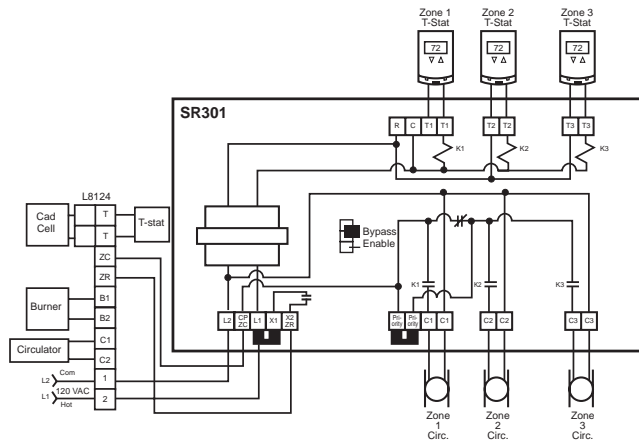 Zone 1
T-Stat
Zone 2
T-Stat
Zone 3
T-Stat
72
72
72
SR301
R
C
T1
T1
T2
T2
T3
T3
K1
K2
K3
L8124
Cad
Cell
T
T
T-stat
ZC
ZR
Burner
B1
B2
Circulator
C1
C2
L2
Com
1
L1
120 VAC
Hot
2
Bypass
Enable
K1
K2
K3
L2
CP
ZC
L1
X1
X2
ZR
Pri-
ority
Pri-
ority
C1
C1
C2
C2
C3
C3
Zone
1
Circ.
Zone
2
Circ.
Zone
3
Circ.